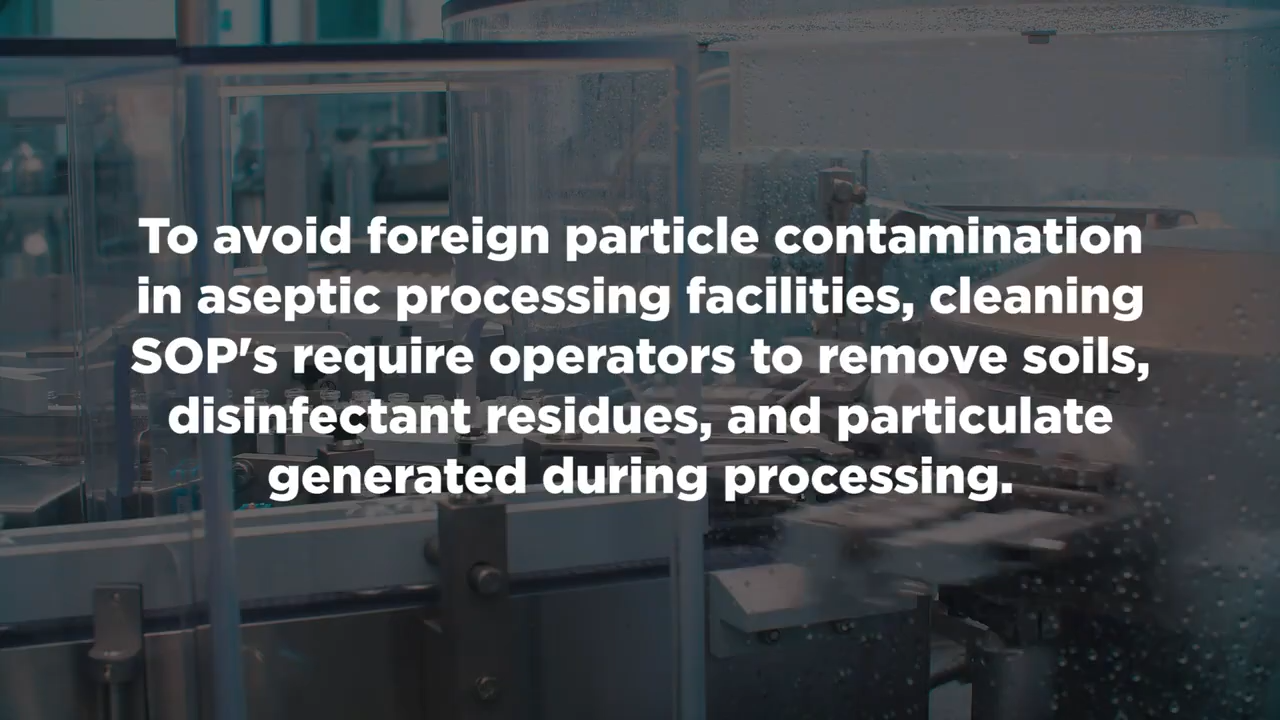 To avoid foreign particle contamination
in aseptic processing facilities, cleaning
SOP's require operators to remove soils,
disinfectant residues, and particulate
generated during processing.